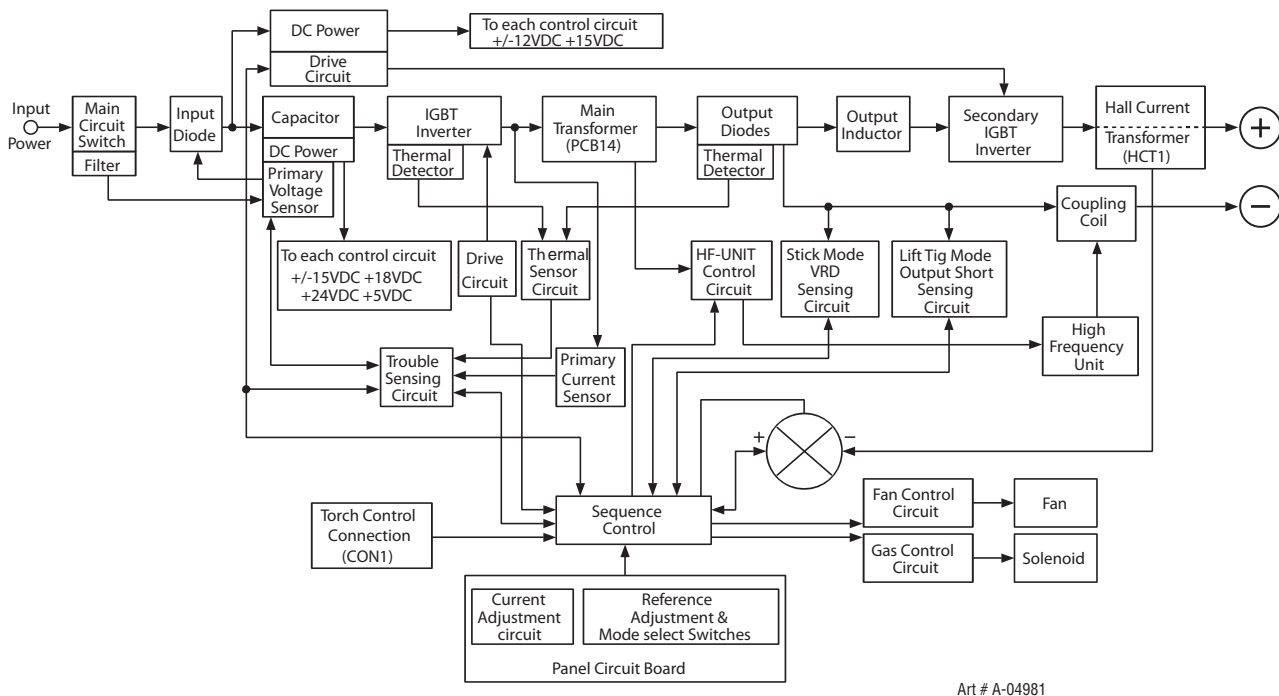 DC Power
To each control circuit
+/-12VDC +15VDC
Drive
Circuit
Input
Power
Main
Circuit
Switch
Filter
Input
Diode
Capacitor
DC Power
Primary
Voltage
Sensor
IGBT
Inverter
Thermal
Detector
Main
Transformer
(PCB14)
Output
Diodes
Thermal
Detector
Output
Inductor
Secondary
IGBT
Inverter
Hall Current
Transformer
(HCT1)
+
−
Coupling
Coil
To each control circuit
+/-15VDC +18VDC
+24VDC +5VDC
Drive
Circuit
Thermal
Sensor
Circuit
HF-UNIT
Control
Circuit
Stick Mode
VRD
Sensing
Circuit
Lift Tig Mode
Output Short
Sensing
Circuit
High
Frequency
Unit
Trouble
Sensing
Circuit
Primary
Current
Sensor
+
−
Torch Control
Connection
(CON1)
Sequence
Control
Fan Control
Circuit
Fan
Gas Control
Circuit
Solenoid
Current
Adjustment
circuit
Reference
Adjustment &
Mode select Switches
Panel Circuit Board
Art # A-04981